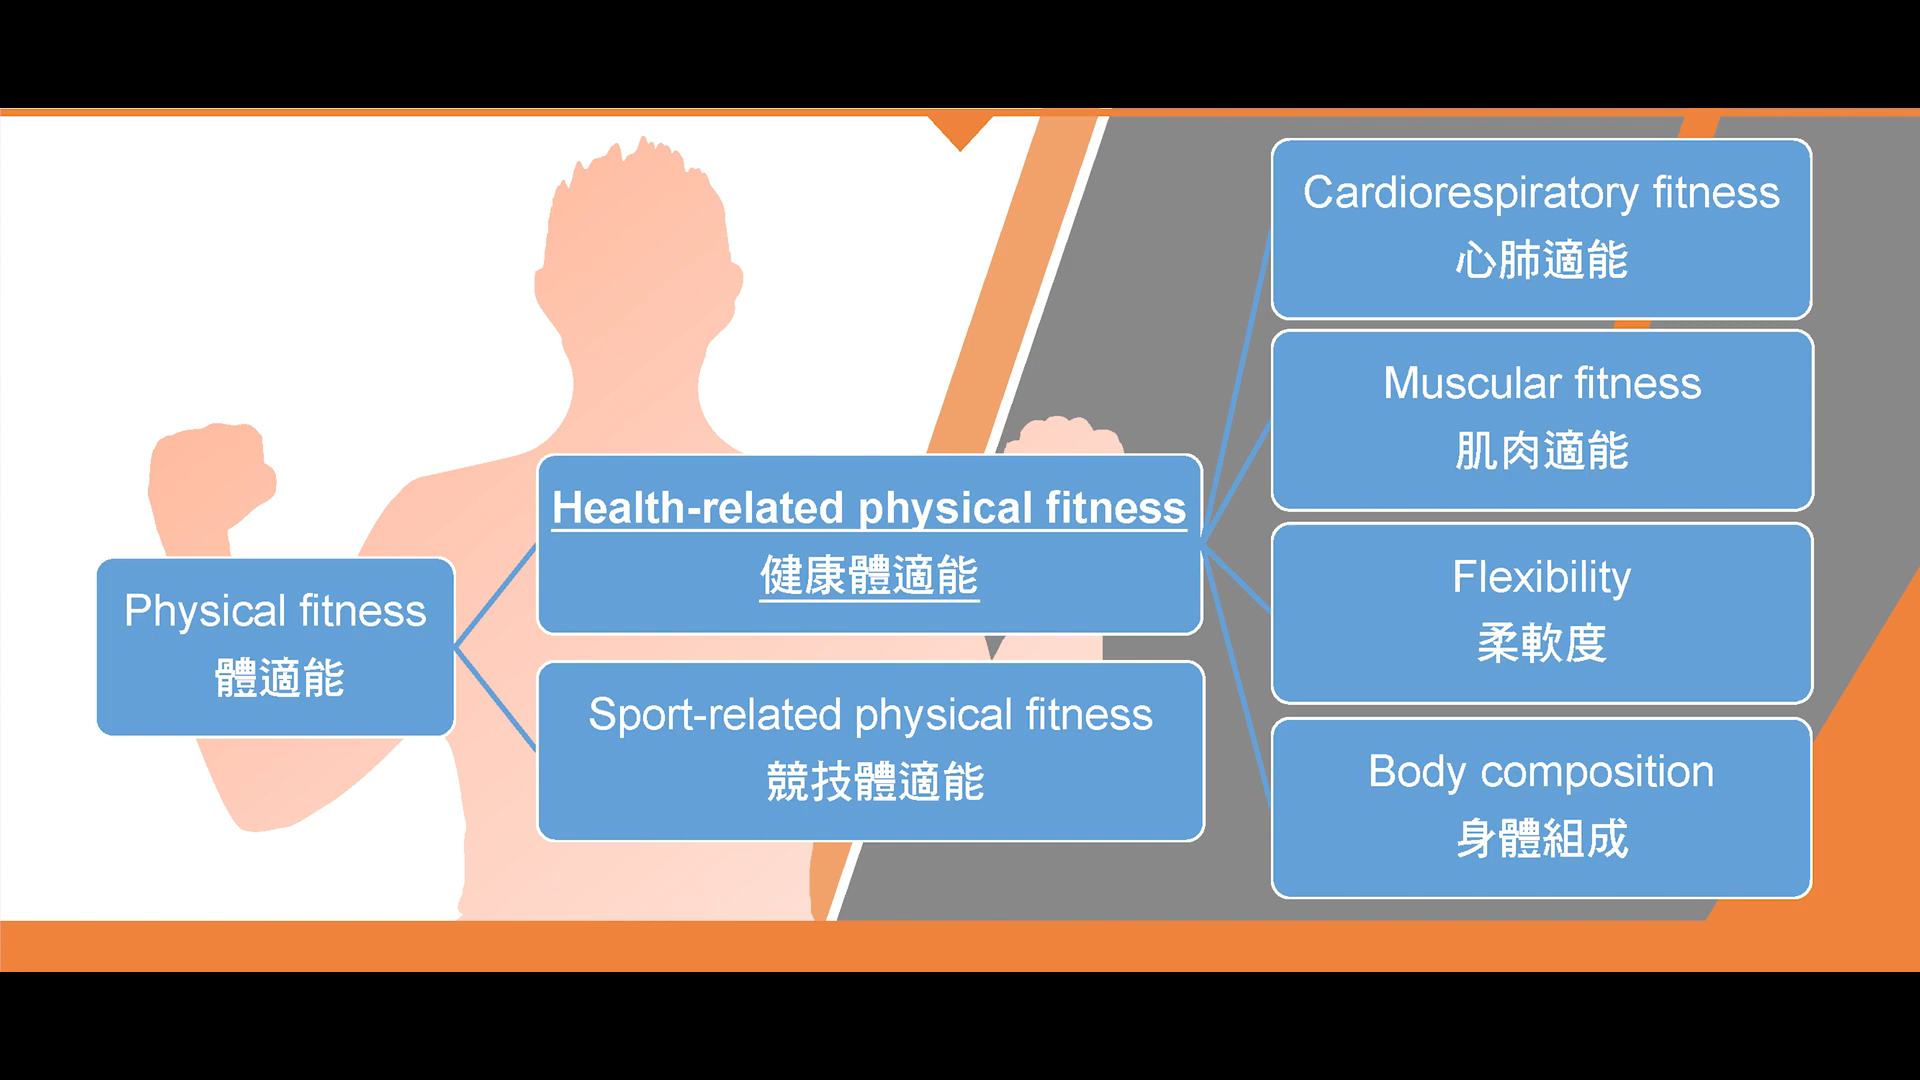 Physical fitness
體適能
Health-related physical fitness
健康體適能
Sport-related physical fitness
競技體適能
Cardiorespiratory fitness
心肺適能
Muscular fitness
肌肉適能
Flexibility
柔軟度
Body composition
身體組成